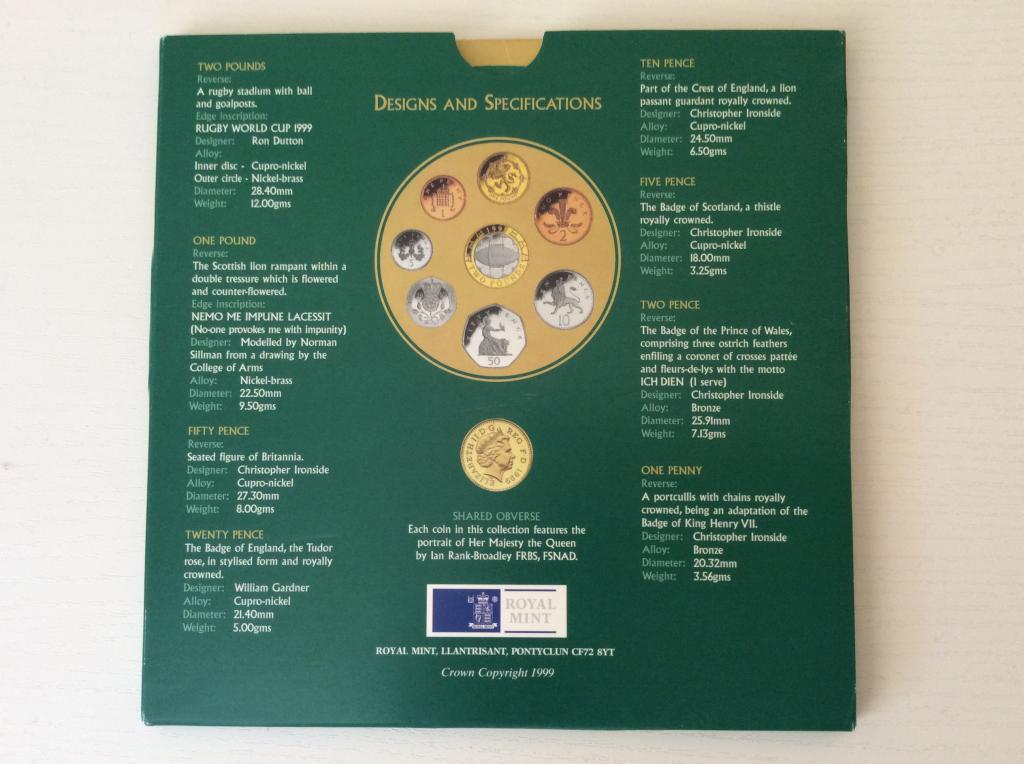 DESIGNS AND SPECIFICATIONS
TWO POUNDS
Reverse:
A rugby stadium with ball
and goalposts.
Edge inscription:
RUGBY WORLD CUP 1999
Designer: Ron Dutton
Alloy:
Inner disc - Cupro-nickel
Outer circle - Nickel-brass
Diameter: 28.40mm
Weight: 12.00gms
ONE POUND
Reverse:
The Scottish lion rampant within a
double tressure which is flowered
and counter-flowered.
Edge inscription:
NEMO ME IMPUNE LACESSIT
(No-one provokes me with impunity)
Designer: Modelled by Norman
Sillman from a drawing by the
College of Arms
Alloy: Nickel-brass
Diameter: 22.50mm
Weight: 9.50gms
FIFTY PENCE
Reverse:
Seated figure of Britannia.
Designer: Christopher Ironside
Alloy: Cupro-nickel
Diameter: 27.30mm
Weight: 8.00gms
TWENTY PENCE
The Badge of England, the Tudor
rose, in stylised form and royally
crowned.
Designer: William Gardner
Alloy: Cupro-nickel
Diameter: 21.40mm
Weight: 5.00gms
2
TWO POUNDS
10
50
ELIZABETH II D G REG F D 1999
SHARED OBVERSE
Each coin in this collection features the
portrait of Her Majesty the Queen
by Ian Rank-Broadley FRBS, FSNAD.
ROYAL
MINT
ROYAL MINT, LLANTRISANT, PONTYCLUN CF72 8YT
Crown Copyright 1999
TEN PENCE
Reverse:
Part of the Crest of England, a lion
passant guardant royally crowned.
Designer: Christopher Ironside
Alloy: Cupro-nickel
Diameter: 24.50mm
Weight: 6.50gms
FIVE PENCE
Reverse:
The Badge of Scotland, a thistle
royally crowned.
Designer: Christopher Ironside
Alloy: Cupro-nickel
Diameter: 18.00mm
Weight: 3.25gms
TWO PENCE
Reverse:
The Badge of the Prince of Wales,
comprising three ostrich feathers
enfiling a coronet of crosses pattée
and fleurs-de-lys with the motto
ICH DIEN (I serve)
Designer: Christopher Ironside
Alloy: Bronze
Diameter: 25.91mm
Weight: 7.13gms
ONE PENNY
Reverse:
A portcullis with chains royally
crowned, being an adaptation of the
Badge of King Henry VII.
Designer: Christopher Ironside
Alloy: Bronze
Diameter: 20.32mm
Weight: 3.56gms